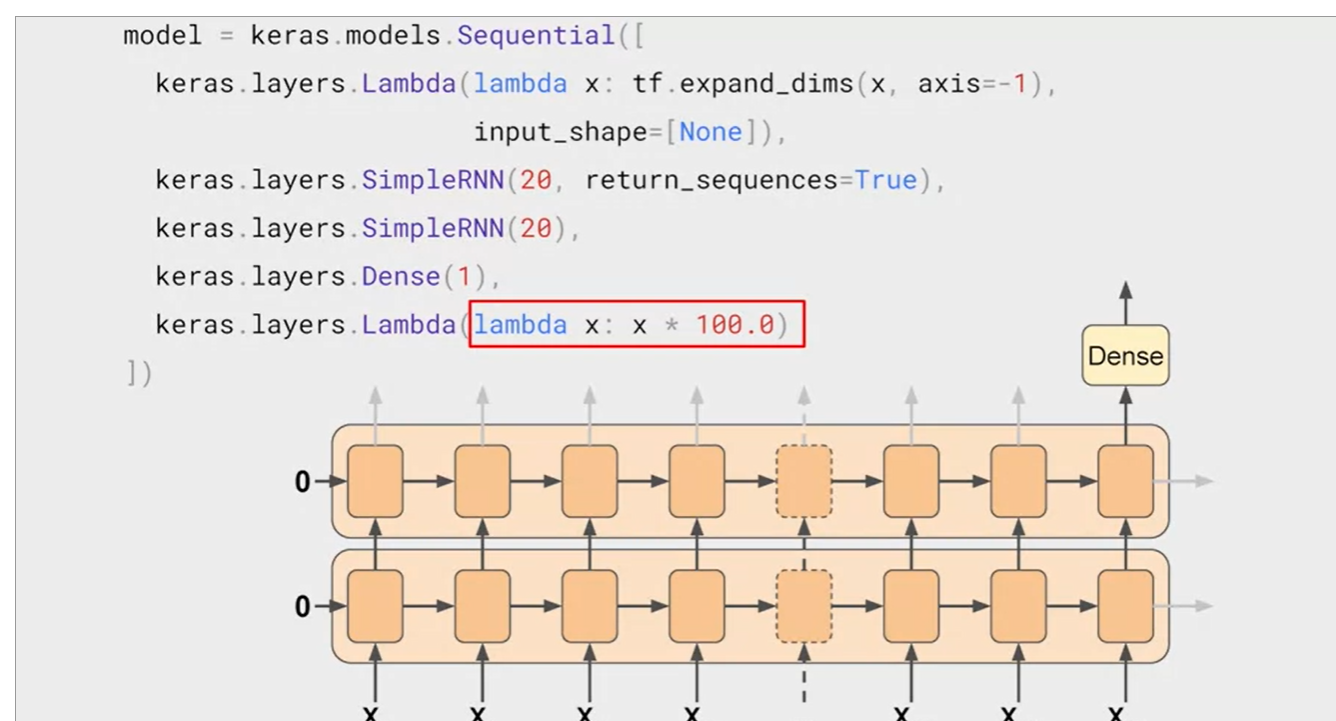 model = keras.models.Sequential([
  keras.layers.Lambda(lambda x: tf.expand_dims(x, axis=-1),
                      input_shape=[None]),
  keras.layers.SimpleRNN(20, return_sequences=True),
  keras.layers.SimpleRNN(20),
  keras.layers.Dense(1),
  keras.layers.Lambda(lambda x: x * 100.0)
])
Dense
0
0
X X X X X X X